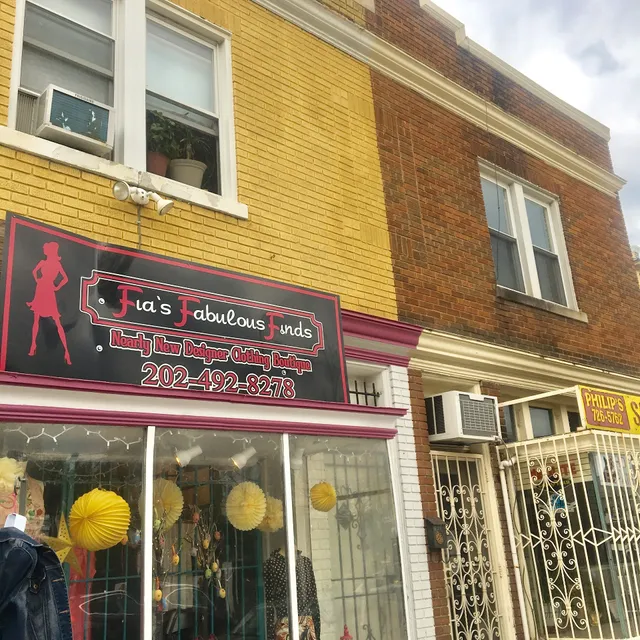 Fia's Fabulous Finds
Nearly New Designer Clothing Boutique
202-492-8278
PHILIP'S
726-5762